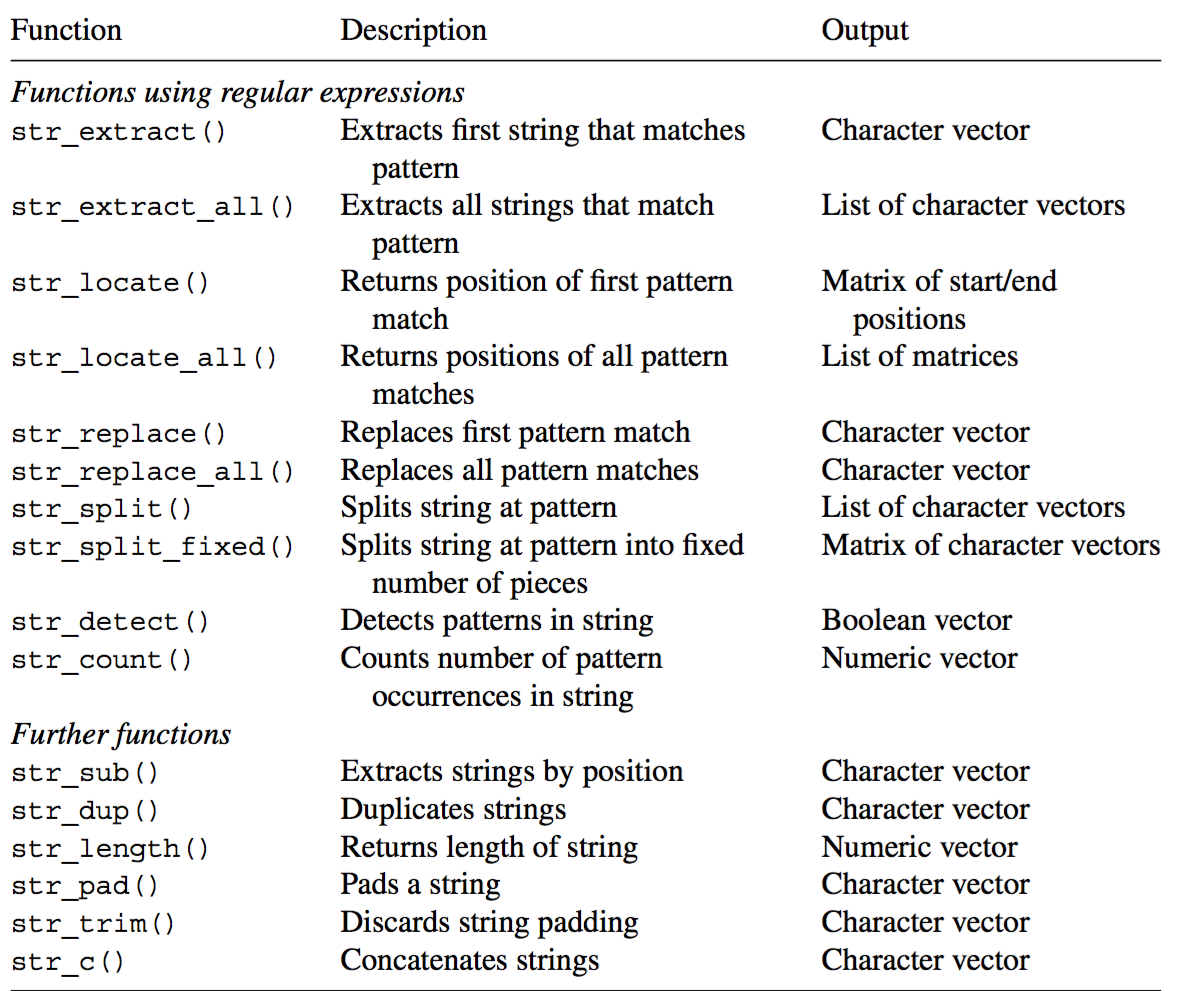 Function Description Output
Functions using regular expressions
str_extract() Extracts first string that matches Character vector
pattern
str_extract_all() Extracts all strings that match List of character vectors
pattern
str_locate() Returns position of first pattern Matrix of start/end
match positions
str_locate_all() Returns positions of all pattern List of matrices
matches
str_replace() Replaces first pattern match Character vector
str_replace_all() Replaces all pattern matches Character vector
str_split() Splits string at pattern List of character vectors
str_split_fixed() Splits string at pattern into fixed Matrix of character vectors
number of pieces
str_detect() Detects patterns in string Boolean vector
str_count() Counts number of pattern Numeric vector
occurrences in string
Further functions
str_sub() Extracts strings by position Character vector
str_dup() Duplicates strings Character vector
str_length() Returns length of string Numeric vector
str_pad() Pads a string Character vector
str_trim() Discards string padding Character vector
str_c() Concatenates strings Character vector